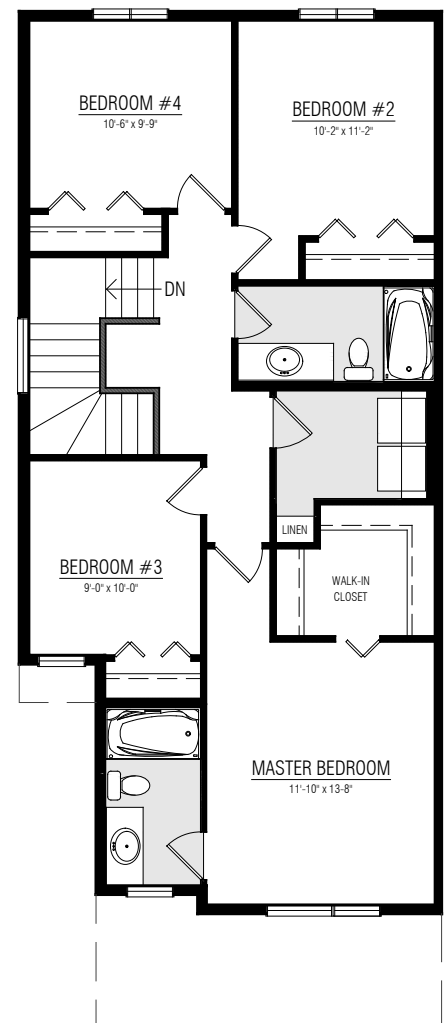 BEDROOM #4
10'-6" x 9'-9"
BEDROOM #2
10'-2" x 11'-2"
DN
LINEN
BEDROOM #3
9'-0" x 10'-0"
WALK-IN
CLOSET
MASTER BEDROOM
11'-10" x 13'-8"